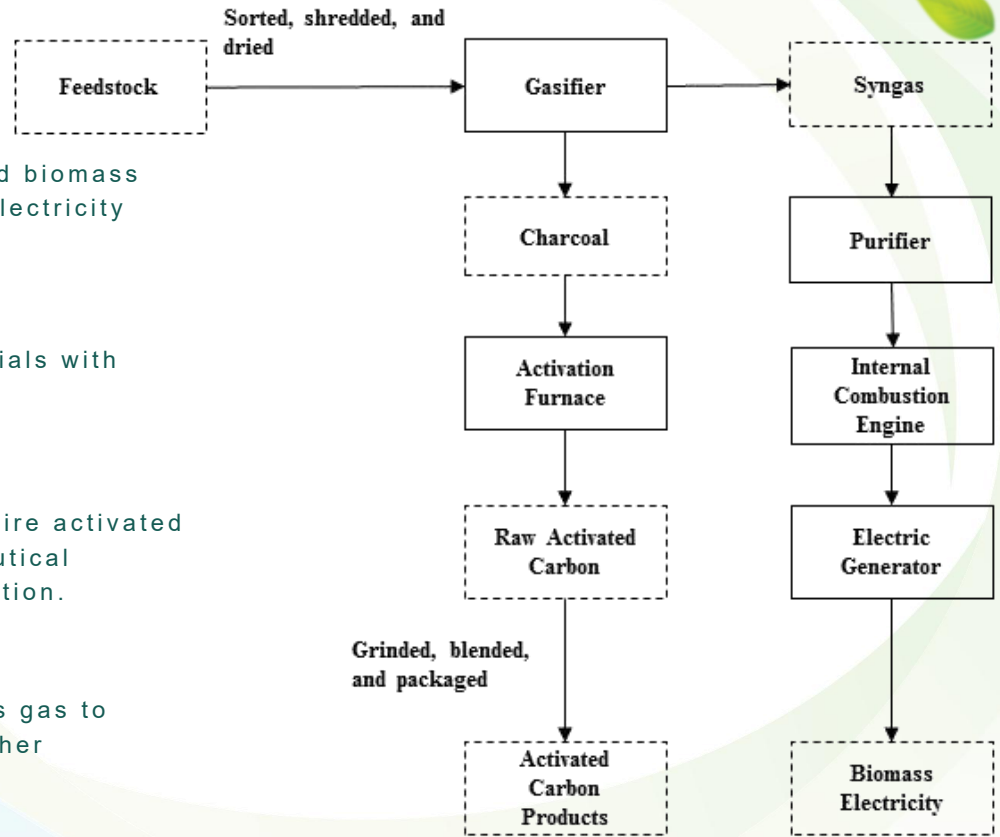 Sorted, shredded, and
dried
Feedstock
Gasifier
Syngas
d biomass
lectricity
Charcoal
Purifier
ials with
Activation
Furnace
Internal
Combustion
Engine
ire activated
utical
tion.
Raw Activated
Carbon
Electric
Generator
Grinded, blended,
and packaged
s gas to
her
Activated
Carbon
Products
Biomass
Electricity